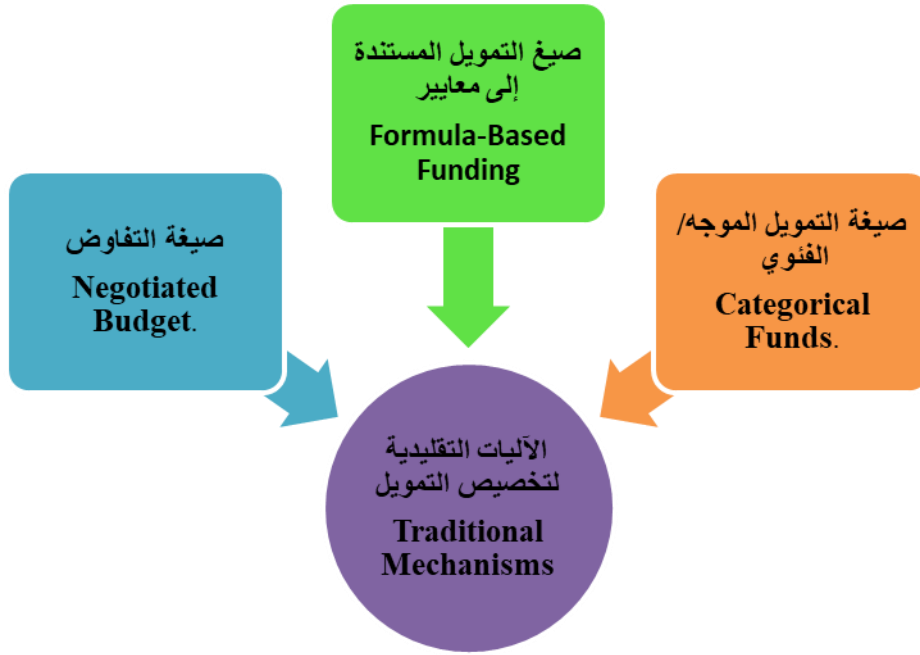 صيغ التمويل المستندة
إلى معايير
Formula-Based
Funding
صيغة التفاوض
Negotiated
Budget.
صيغة التمويل الموجه/
الفئوي
Categorical
Funds.
الآليات التقليدية
لتخصيص التمويل
Traditional
Mechanisms